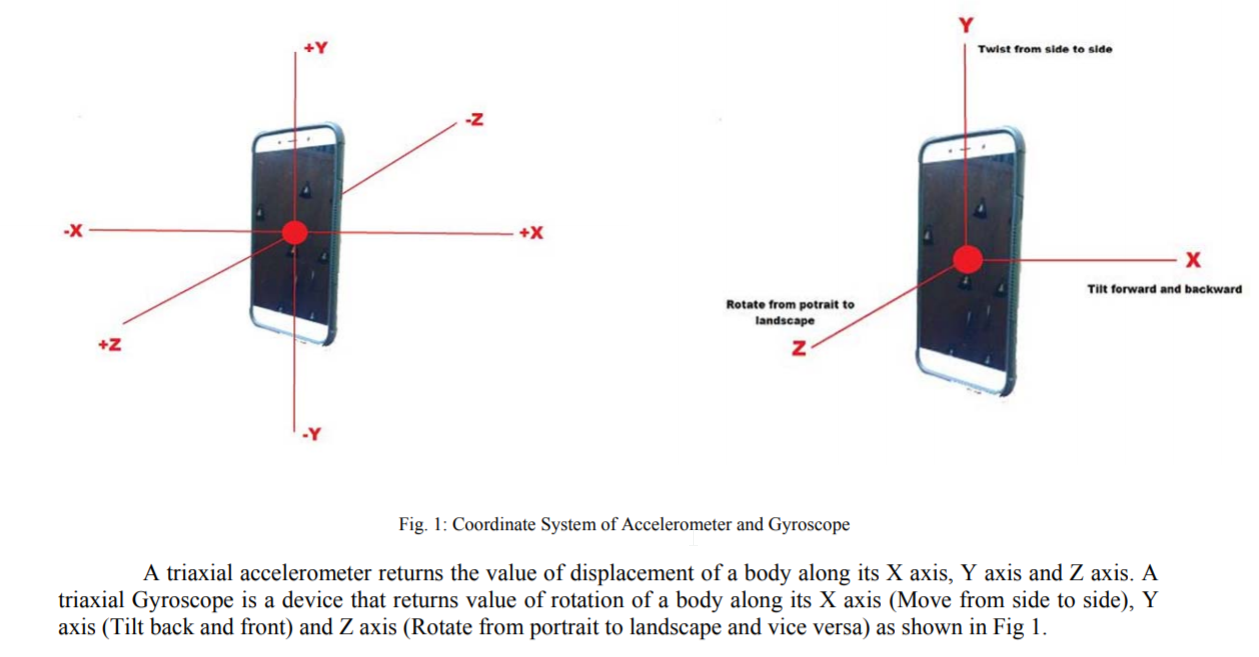 +Y
-Z
-X
+X
+Z
-Y
Y
Twist from side to side
X
Tilt forward and backward
Rotate from potrait to
landscape
Z
Fig. 1: Coordinate System of Accelerometer and Gyroscope
A triaxial accelerometer returns the value of displacement of a body along its X axis, Y axis and Z axis. A
triaxial Gyroscope is a device that returns value of rotation of a body along its X axis (Move from side to side), Y
axis (Tilt back and front) and Z axis (Rotate from portrait to landscape and vice versa) as shown in Fig 1.